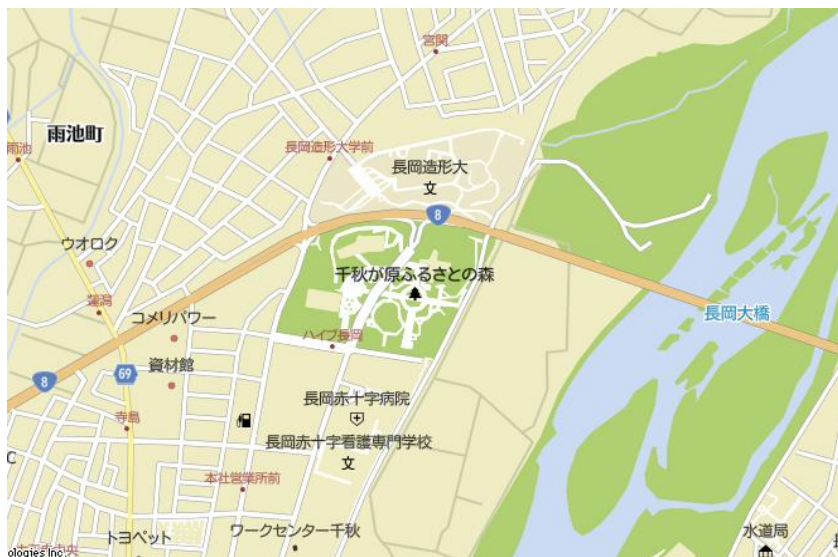 宮関
雨池町
長岡造形大学前
雨池
長岡造形大
文
8
ウオロク
千秋が原ふるさとの森
蓮潟
長岡大橋
コメリパワー
ハイブ長岡
資材館
69
8
長岡赤十字病院
寺島
長岡赤十字看護専門学校
文
C
本社営業所前
トヨペット
ワークセンター千秋
水道局
ologies Inc.